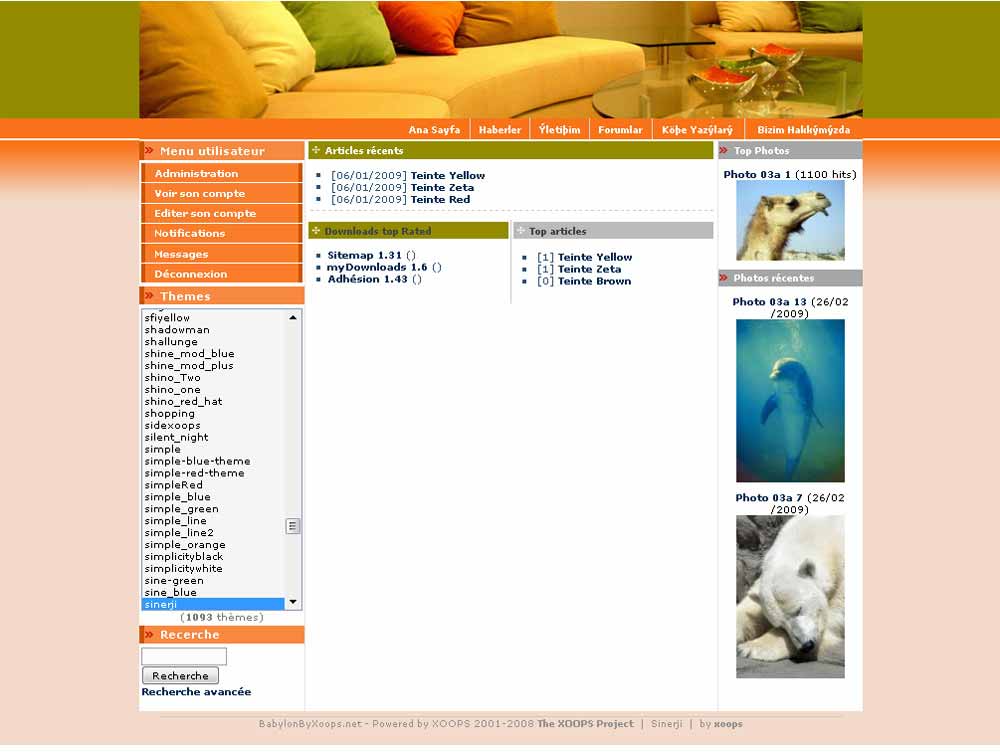 Ana Sayfa
Haberler
Ýletiþim
Forumlar
Köþe Yazýlarý
Bizim Hakkýmýzda
Menu utilisateur
Administration
Voir son compte
Editer son compte
Notifications
Messages
Déconnexion
Themes
sfiyellow
shadowman
shallunge
shine_mod_blue
shine_mod_plus
shino_Two
shino_one
shino_red_hat
shopping
sidexoops
silent_night
simple
simple-blue-theme
simple-red-theme
simpleRed
simple_blue
simple_green
simple_line
simple_line2
simple_orange
simplicityblack
simplicitywhite
sine-green
sine_blue
sinerji
(1093 thèmes)
Recerche
Recherche
Recherche avancée
Articles récents
[06/01/2009] Teinte Yellow
[06/01/2009] Teinte Zeta
[06/01/2009] Teinte Red
Downloads top Rated
Sitemap 1.31 ()
myDownloads 1.6 ()
Adhésion 1.43 ()
Top articles
[1] Teinte Yellow
[1] Teinte Zeta
[0] Teinte Brown
Top Photos
Photo 03a 1 (1100 hits)
Photos récentes
Photo 03a 13 (26/02
/2009)
Photo 03a 7 (26/02
/2009)
BabylonByXoops.net - Powered by XOOPS 2001-2008 The XOOPS Project | Sinerji | by xoops